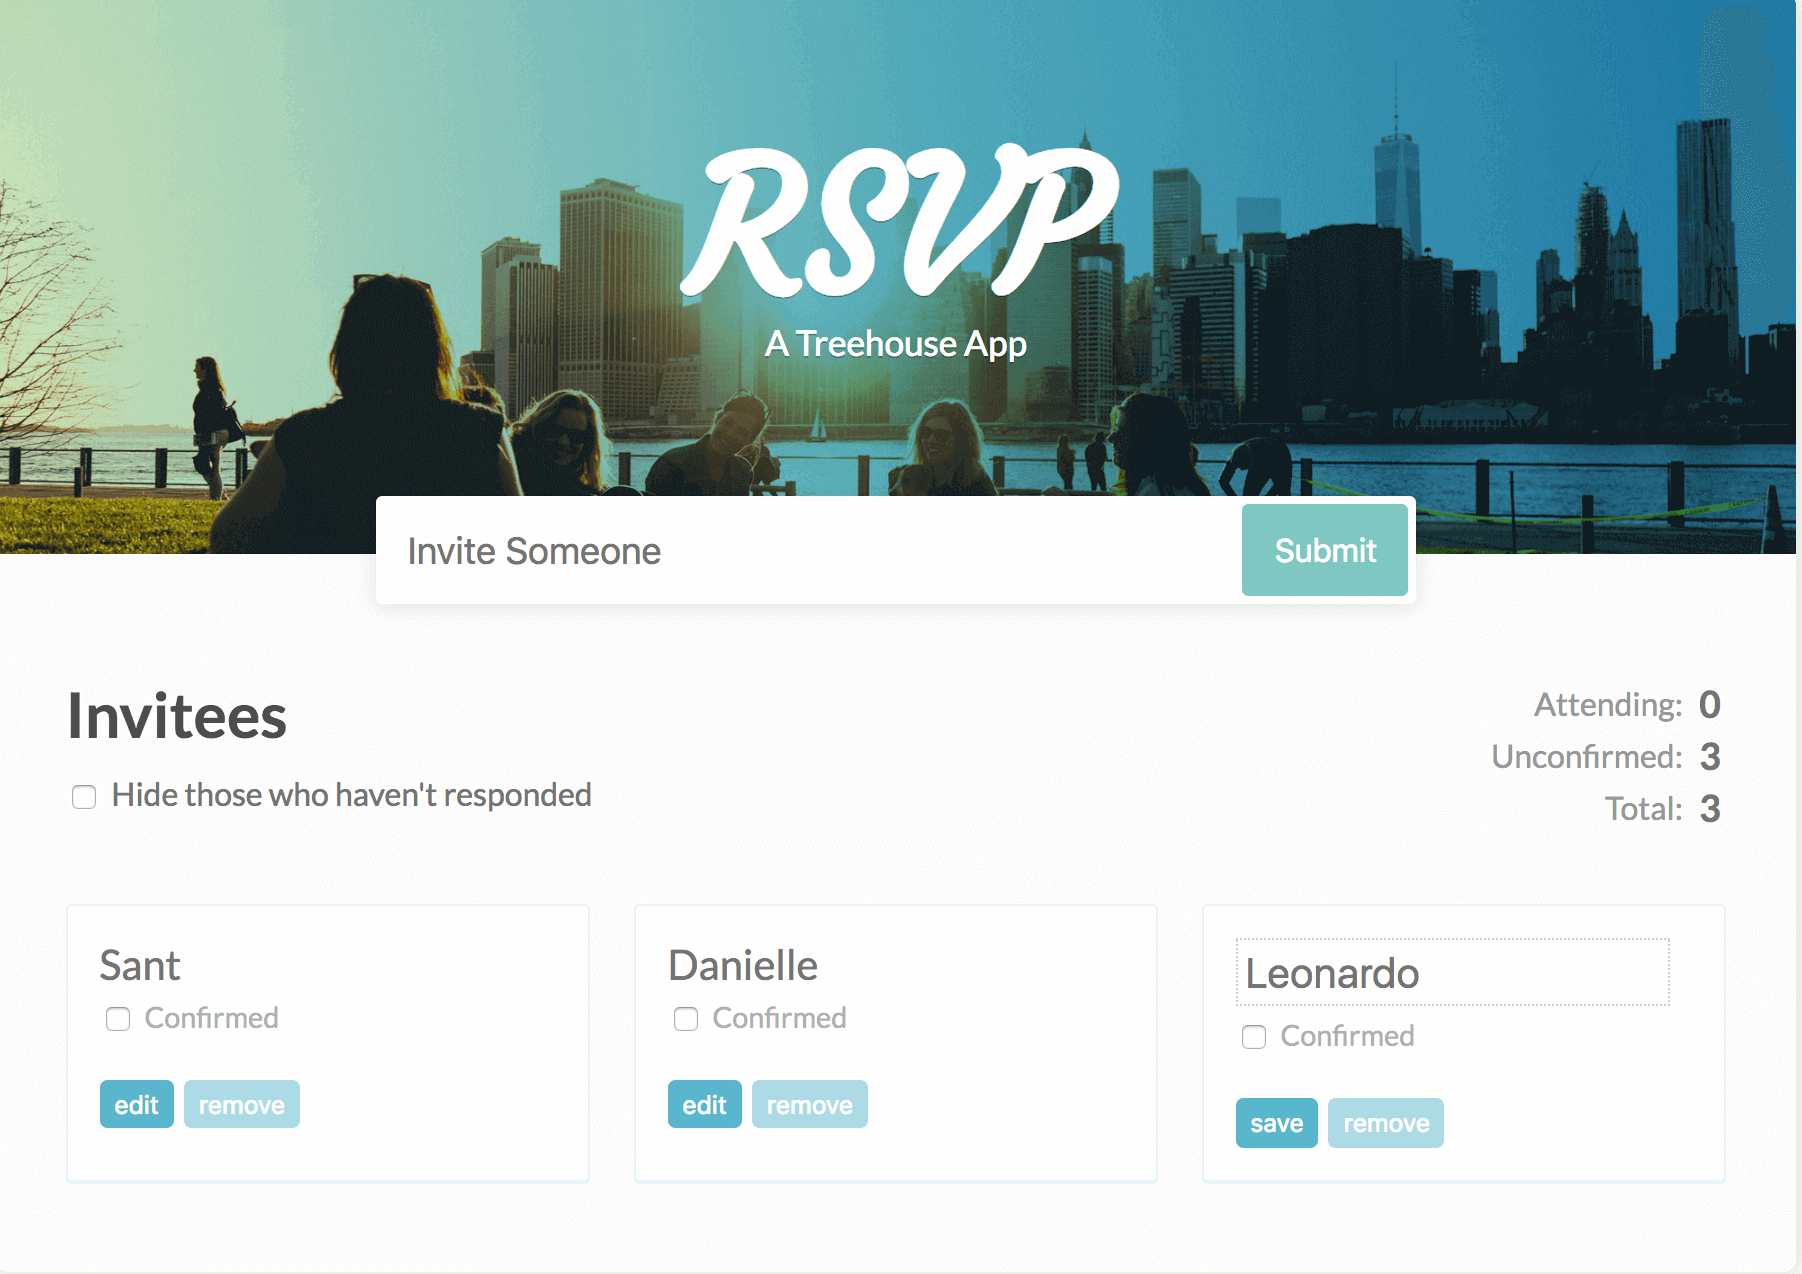 RSVP
A Treehouse App
Invite Someone
Submit
Invitees
Hide those who haven't responded
Attending: 0
Unconfirmed: 3
Total: 3
Sant
Confirmed
edit remove
Danielle
Confirmed
edit remove
Leonardo
Confirmed
save remove